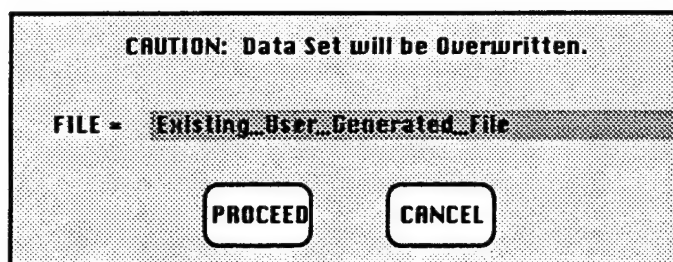 CAUTION: Data Set will be Overwritten.
FILE = Existing_User_Generated_File
PROCEED CANCEL